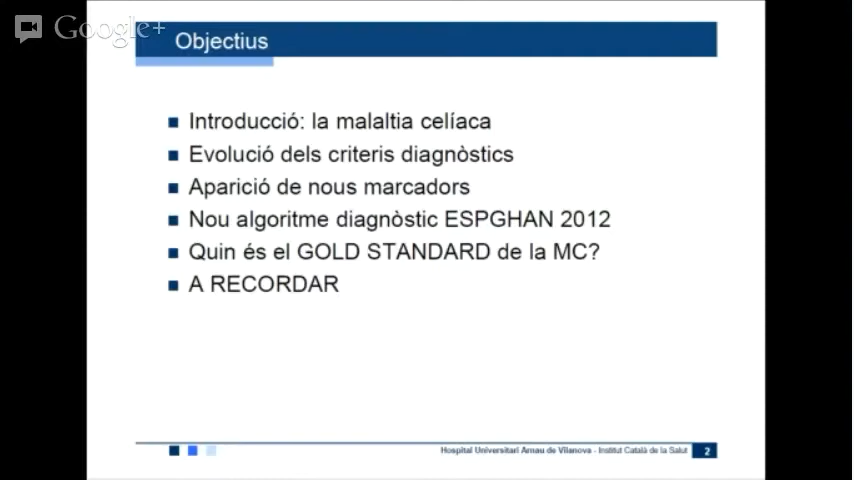 Google+
Objectius
Introducció: la malaltia celíaca
Evolució dels criteris diagnòstics
Aparició de nous marcadors
Nou algoritme diagnòstic ESPGHAN 2012
Quin és el GOLD STANDARD de la MC?
A RECORDAR
Hospital Universitari Arnau de Vilanova - Institut Català de la Salut 2